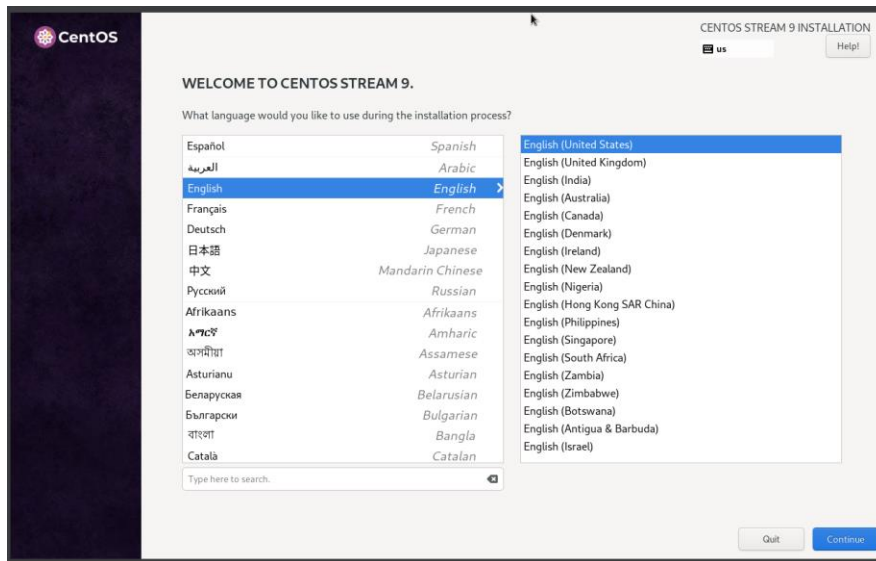 CentOS
CENTOS STREAM 9 INSTALLATION
us
Help!
WELCOME TO CENTOS STREAM 9.
What language would you like to use during the installation process?
Español Spanish
العربية Arabic
English English
Français French
Deutsch German
日本語 Japanese
中文 Mandarin Chinese
Русский Russian
Afrikaans Afrikaans
አማርኛ Amharic
অসমীয়া Assamese
Asturianu Asturian
Беларуская Belarusian
Български Bulgarian
বাংলা Bangla
Català Catalan
Type here to search.
English (United States)
English (United Kingdom)
English (India)
English (Australia)
English (Canada)
English (Denmark)
English (Ireland)
English (New Zealand)
English (Nigeria)
English (Hong Kong SAR China)
English (Philippines)
English (Singapore)
English (South Africa)
English (Zambia)
English (Zimbabwe)
English (Botswana)
English (Antigua & Barbuda)
English (Israel)
Quit
Continue